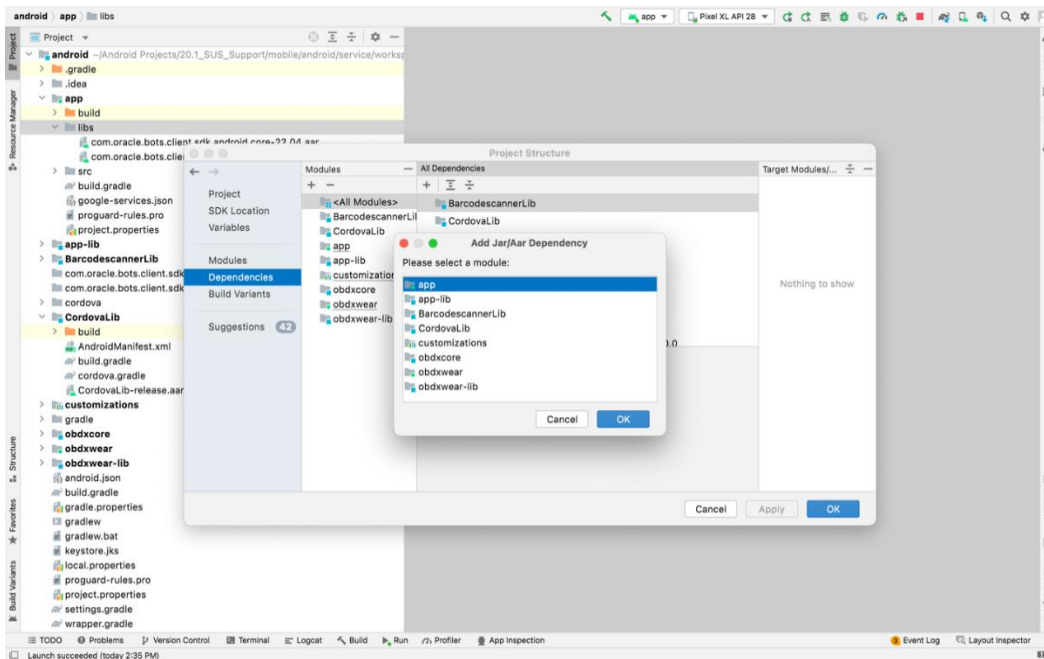 android app libs
app
Pixel XL API 28
Project
Project
Resource Manager
Structure
Favorites
Build Variants
android ~/Android Projects/20.1_SUS_Support/mobile/android/service/worksp
.gradle
.idea
app
build
libs
com.oracle.bots.client.sdk.android.core-22.04.aar
com.oracle.bots.clie
src
build.gradle
google-services.json
proguard-rules.pro
project.properties
app-lib
BarcodescannerLib
com.oracle.bots.client.sdk
com.oracle.bots.client.sdk
cordova
CordovaLib
build
AndroidManifest.xml
build.gradle
cordova.gradle
CordovaLib-release.aar
customizations
gradle
obdxcore
obdxwear
obdxwear-lib
android.json
build.gradle
gradle.properties
gradlew
gradlew.bat
keystore.jks
local.properties
proguard-rules.pro
project.properties
settings.gradle
wrapper.gradle
Project Structure
Project
SDK Location
Variables
Modules
Dependencies
Build Variants
Suggestions 42
Modules
<All Modules>
BarcodescannerLil
CordovaLib
app
app-lib
customization
obdxcore
obdxwear
obdxwear-lib
All Dependencies
BarcodescannerLib
CordovaLib
0.0
Target Modules/...
Nothing to show
Add Jar/Aar Dependency
Please select a module:
app
app-lib
BarcodescannerLib
CordovaLib
customizations
obdxcore
obdxwear
obdxwear-lib
Cancel OK
Cancel Apply OK
TODO Problems Version Control Terminal Logcat Build Run Profiler App Inspection 3 Event Log Layout Inspector
Launch succeeded (today 2:35 PM)